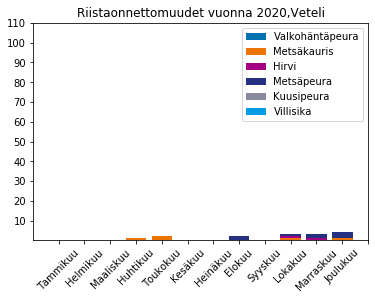 Riistaonnettomuudet vuonna 2020,Veteli
110
100
90
80
70
60
50
40
30
20
10
Valkohäntäpeura
Metsäkauris
Hirvi
Metsäpeura
Kuusipeura
Villisika
Tammikuu
Helmikuu
Maaliskuu
Huhtikuu
Toukokuu
Kesäkuu
Heinäkuu
Elokuu
Syyskuu
Lokakuu
Marraskuu
Joulukuu